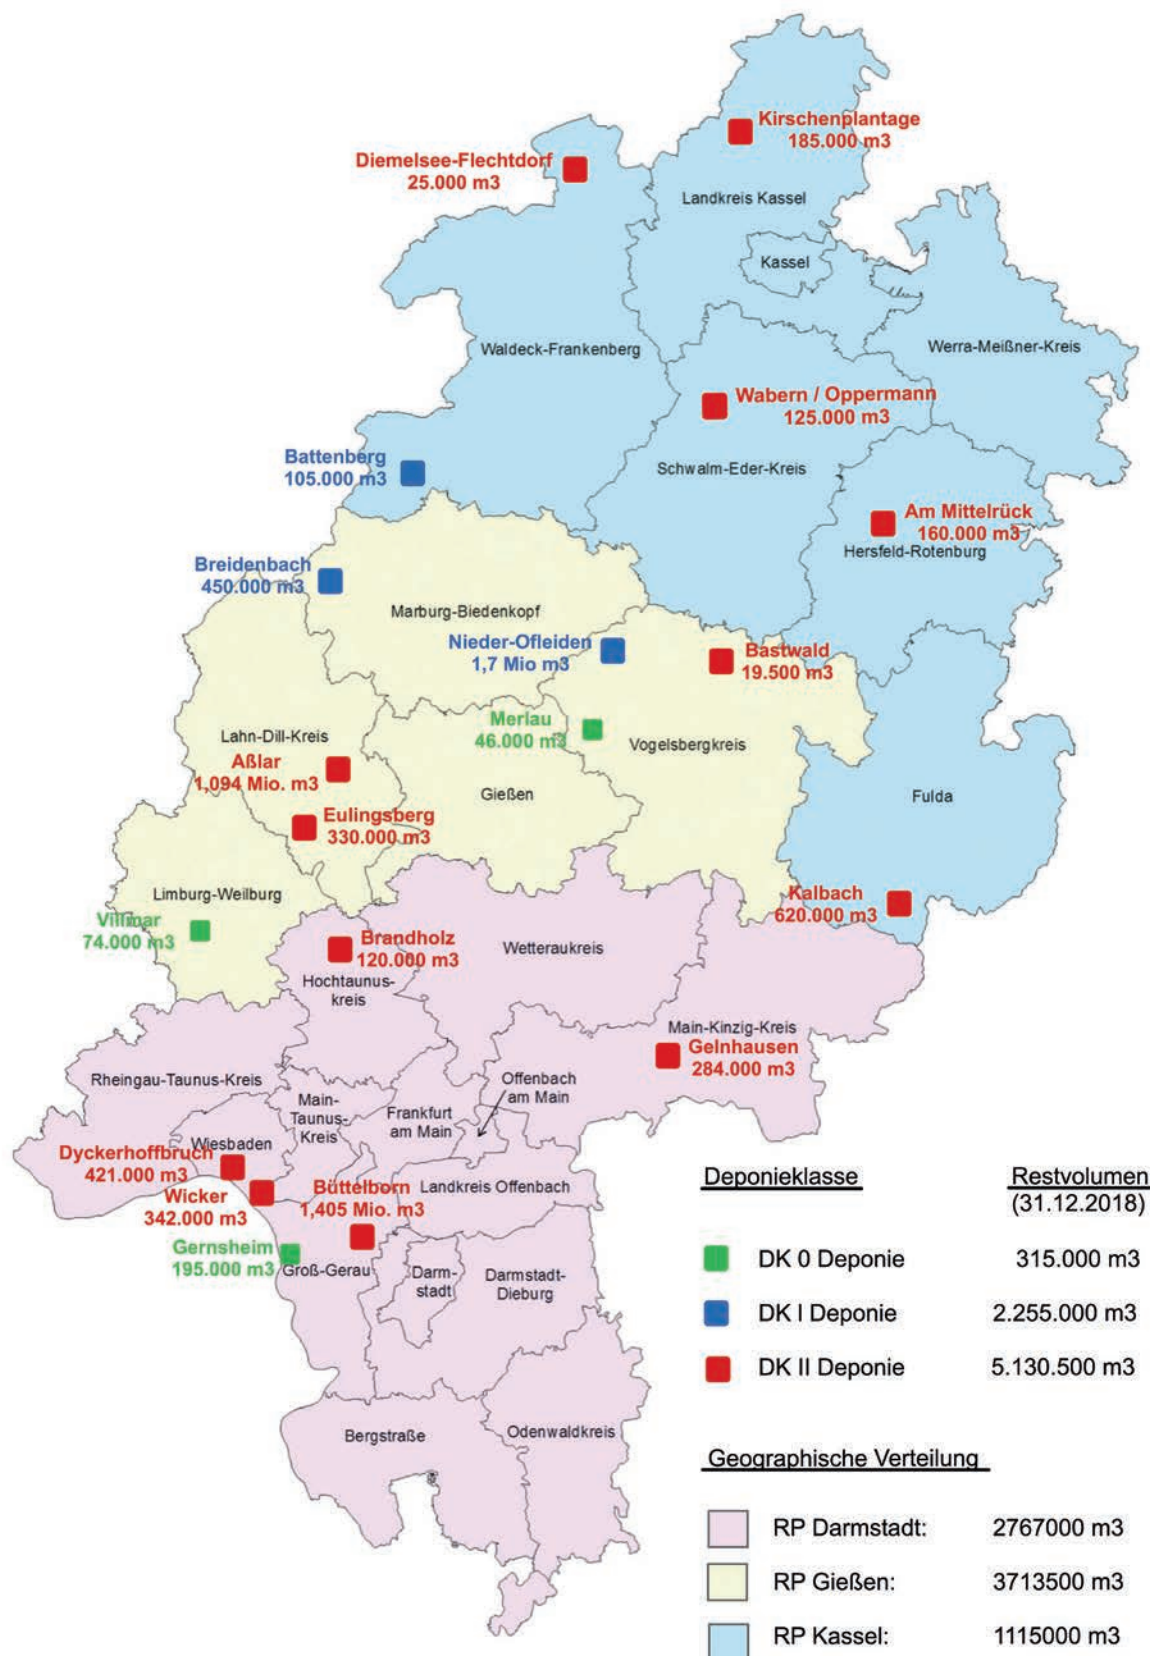 Kirschenplantage
185.000 m3
Diemelsee-Flechtdorf
25.000 m3
Landkreis Kassel
Kassel
Waldeck-Frankenberg
Werra-Meißner-Kreis
Wabern / Oppermann
125.000 m3
Battenberg
105.000 m3
Schwalm-Eder-Kreis
Am Mittelrück
160.000 m3
Hersfeld-Rotenburg
Breidenbach
450.000 m3
Marburg-Biedenkopf
Nieder-Ofleiden
1,7 Mio m3
Bastwald
19.500 m3
Merlau
46.000 m3
Lahn-Dill-Kreis
Vogelsbergkreis
Aßlar
1,094 Mio. m3
Gießen
Fulda
Eulingsberg
330.000 m3
Limburg-Weilburg
Kalbach
620.000 m3
Villmar
74.000 m3
Brandholz
120.000 m3
Wetteraukreis
Hochtaunus-
kreis
Main-Kinzig-Kreis
Gelnhausen
284.000 m3
Rheingau-Taunus-Kreis
Offenbach
am Main
Main-
Taunus-
Kreis
Frankfurt
am Main
Wiesbaden
Dyckerhoffbruch
421.000 m3
Wicker
342.000 m3
Büttelborn
1,405 Mio. m3
Landkreis Offenbach
Gernsheim
195.000 m3
Groß-Gerau
Darm-
stadt
Darmstadt-
Dieburg
Bergstraße
Odenwaldkreis
Deponieklasse Restvolumen
(31.12.2018)
DK 0 Deponie 315.000 m3
DK I Deponie 2.255.000 m3
DK II Deponie 5.130.500 m3
Geographische Verteilung
RP Darmstadt: 2767000 m3
RP Gießen: 3713500 m3
RP Kassel: 1115000 m3